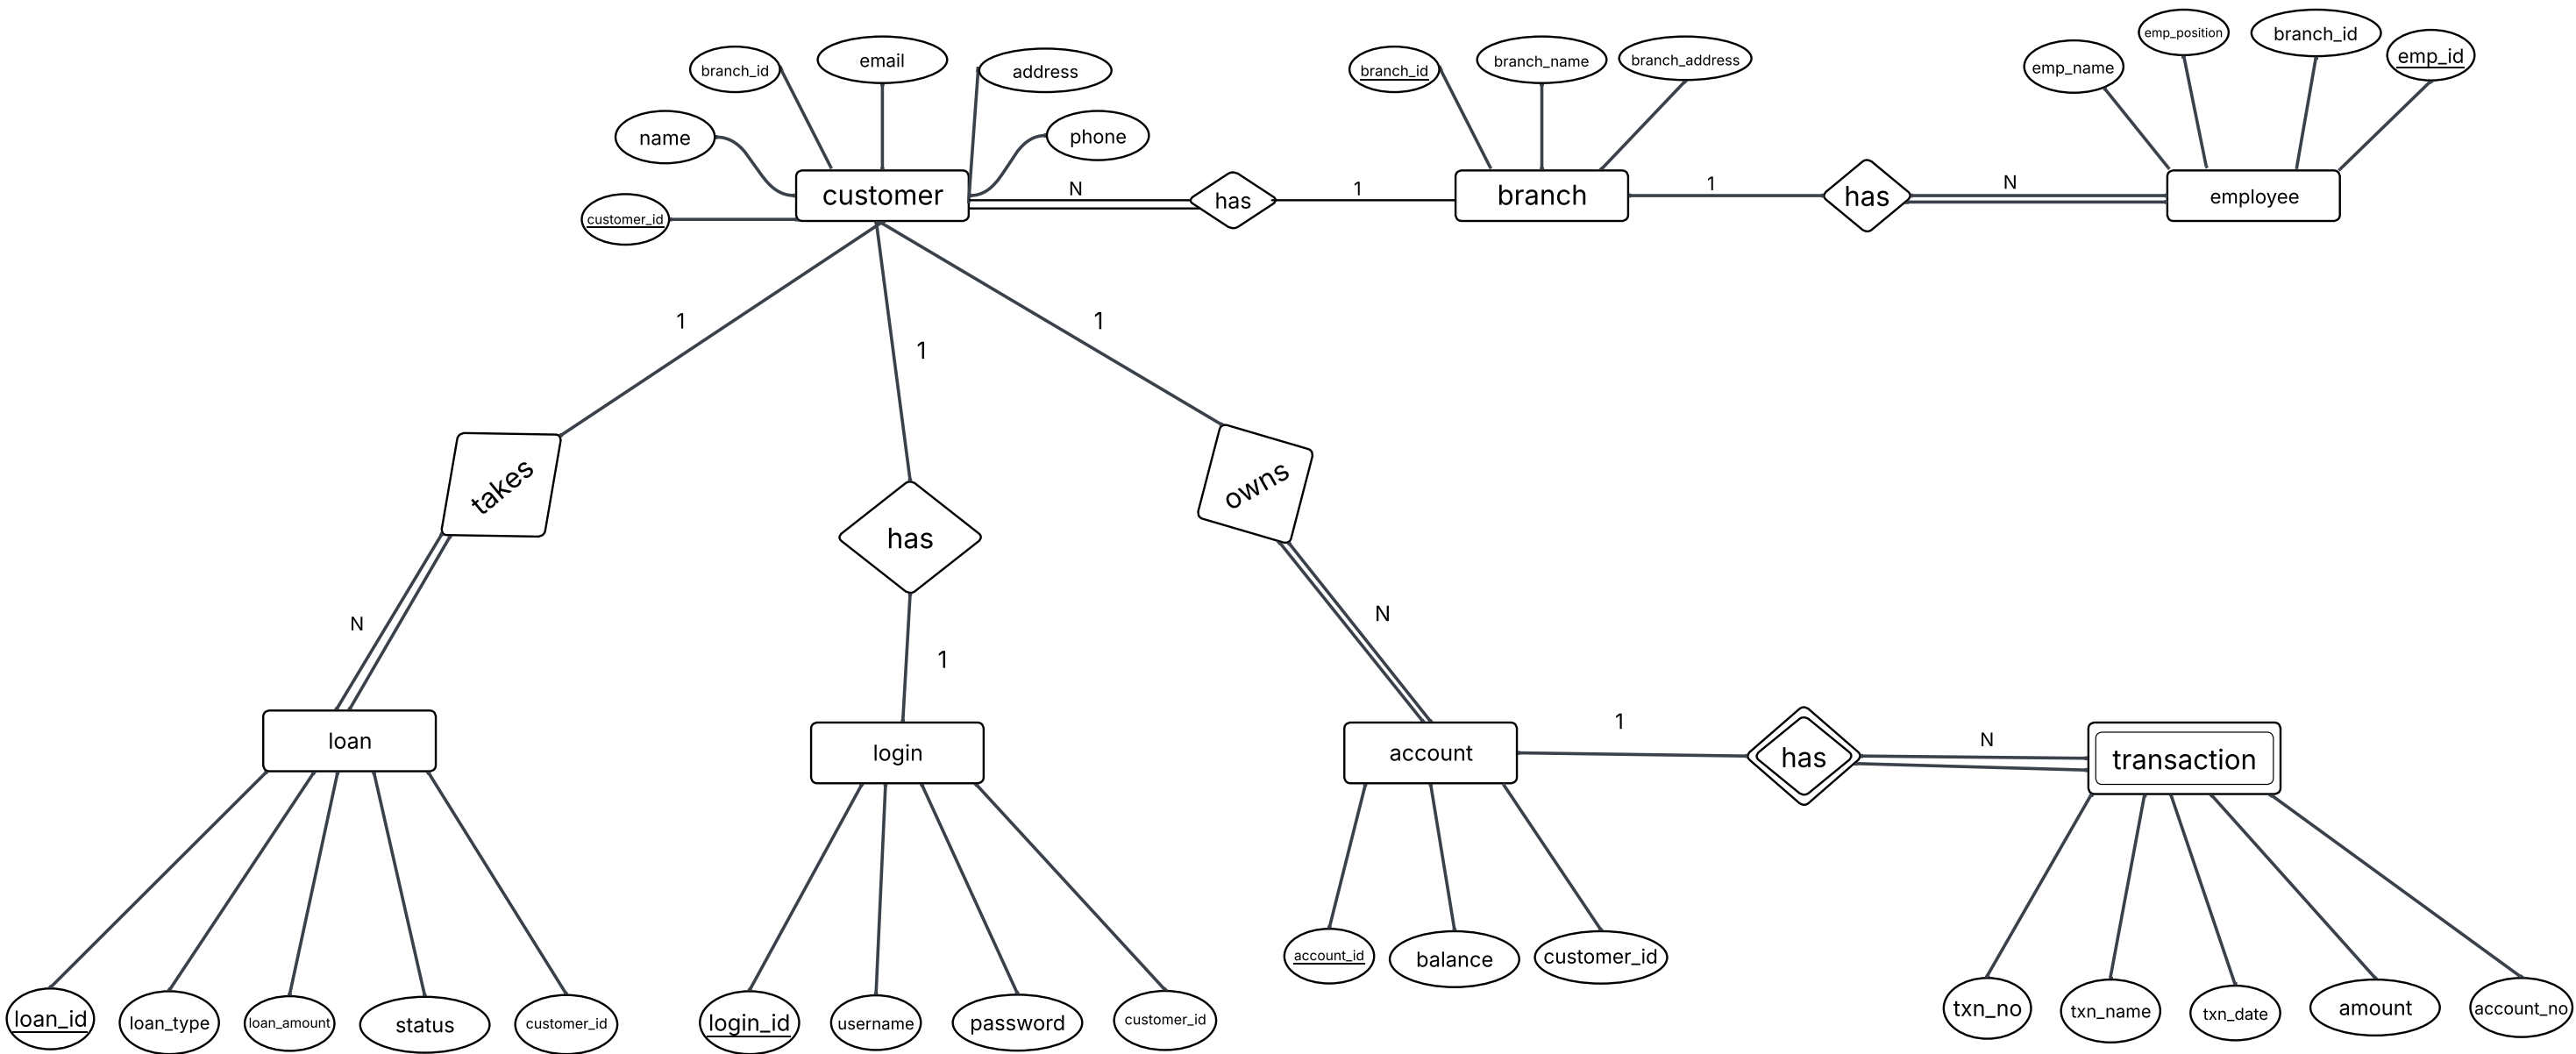 emp_position
branch_id
emp_id
email
branch_name
branch_address
emp_name
branch_id
address
branch_id
name
phone
customer
N
has
1
branch
1
has
N
employee
customer_id
1
1
1
takes
owns
has
N
N
1
loan
login
account
1
has
N
transaction
account_id
balance
customer_id
loan_id
loan_type
loan_amount
status
customer_id
login_id
username
password
customer_id
txn_no
txn_name
txn_date
amount
account_no